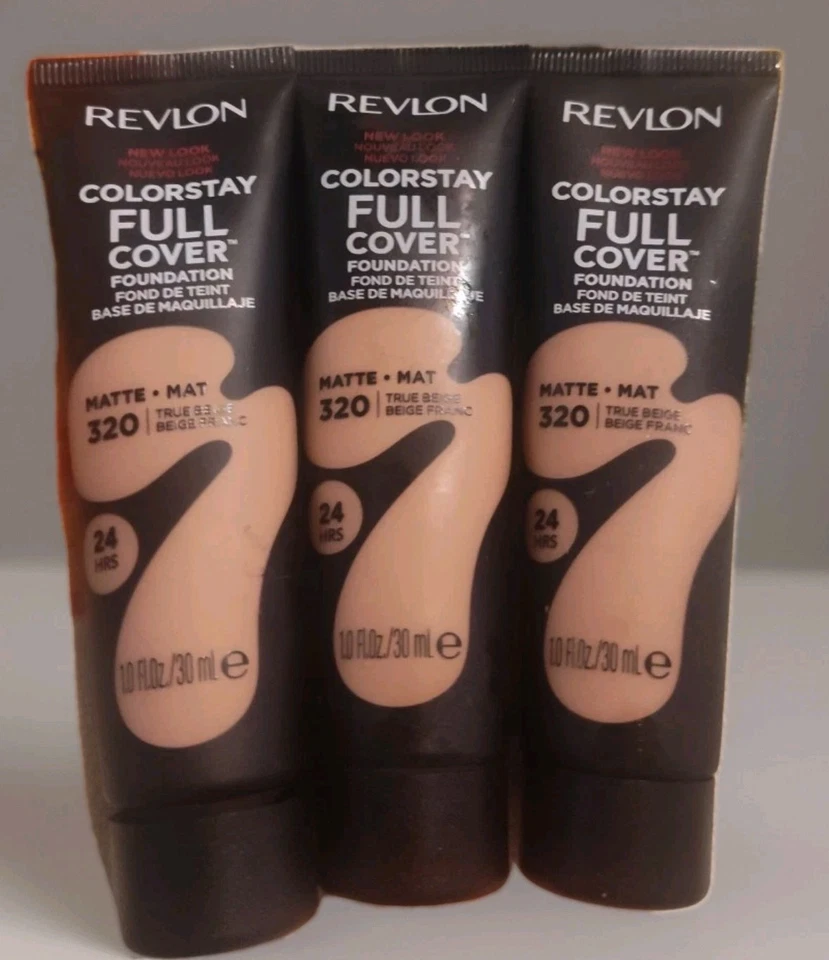 REVLON
NEW LOOK
NOUVEAU LOOK
NUEVO LOOK
COLORSTAY
FULL
COVER™
FOUNDATION
FOND DE TEINT
BASE DE MAQUILLAJE
MATTE • MAT
320 | TRUE BEIGE
BEIGE FRANC
24
HRS
1.0 Fl.Oz./30 mL e
REVLON
NEW LOOK
NOUVEAU LOOK
NUEVO LOOK
COLORSTAY
FULL
COVER™
FOUNDATION
FOND DE TEINT
BASE DE MAQUILLAJE
MATTE • MAT
320 | TRUE BEIGE
BEIGE FRANC
24
HRS
1.0 Fl.Oz./30 mL e
REVLON
NEW LOOK
NOUVEAU LOOK
NUEVO LOOK
COLORSTAY
FULL
COVER™
FOUNDATION
FOND DE TEINT
BASE DE MAQUILLAJE
MATTE • MAT
320 | TRUE BEIGE
BEIGE FRANC
24
HRS
1.0 Fl.Oz./30 mL e